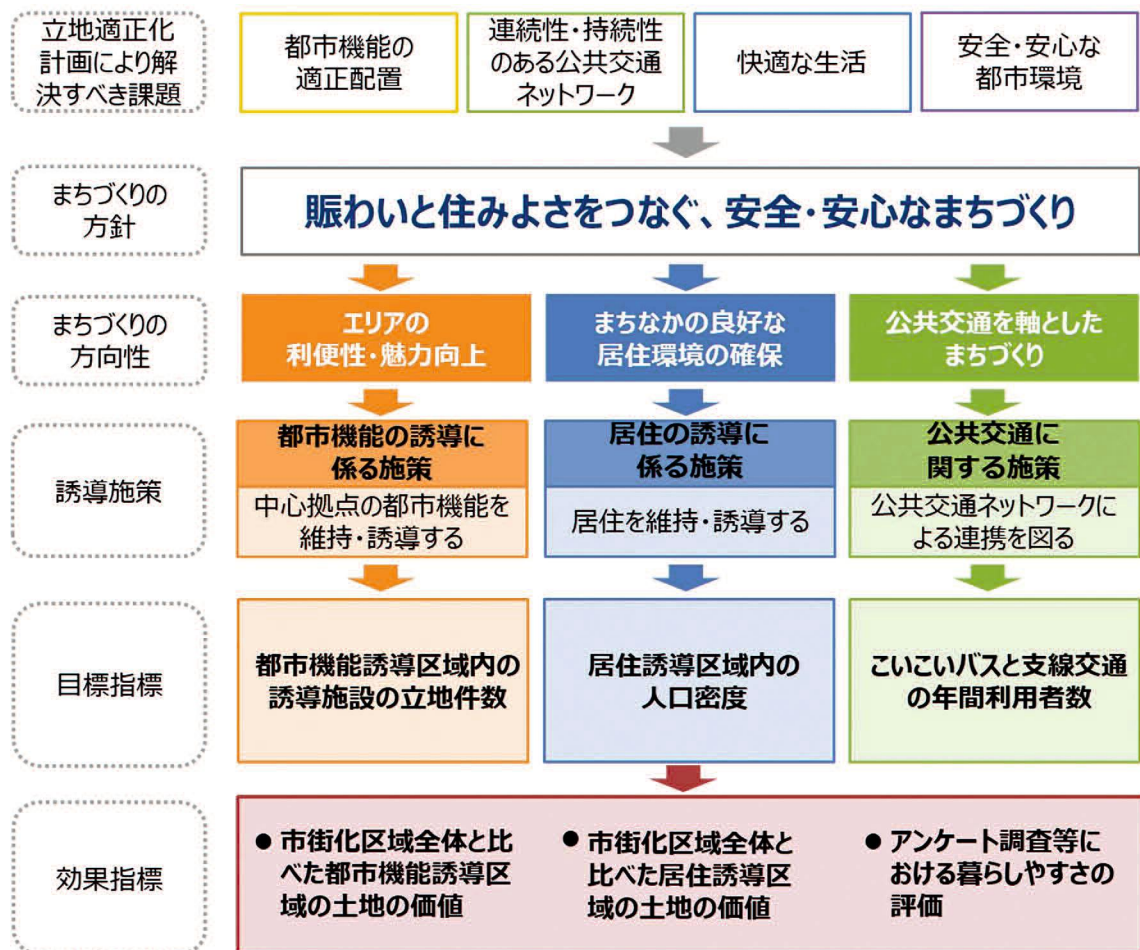 立地適正化
計画により解
決すべき課題
都市機能の
適正配置
連続性・持続性
のある公共交通
ネットワーク
快適な生活
安全・安心な
都市環境
まちづくりの
方針
賑わいと住みよさをつなぐ、安全・安心なまちづくり
まちづくりの
方向性
エリアの
利便性・魅力向上
まちなかの良好な
居住環境の確保
公共交通を軸とした
まちづくり
誘導施策
都市機能の誘導に
係る施策
中心拠点の都市機能を
維持・誘導する
居住の誘導に
係る施策
居住を維持・誘導する
公共交通に
関する施策
公共交通ネットワークに
よる連携を図る
目標指標
都市機能誘導区域内の
誘導施設の立地件数
居住誘導区域内の
人口密度
こいこいバスと支線交通
の年間利用者数
効果指標
● 市街化区域全体と比
べた都市機能誘導区
域の土地の価値
● 市街化区域全体と
比べた居住誘導区
域の土地の価値
● アンケート調査等に
おける暮らしやすさの
評価